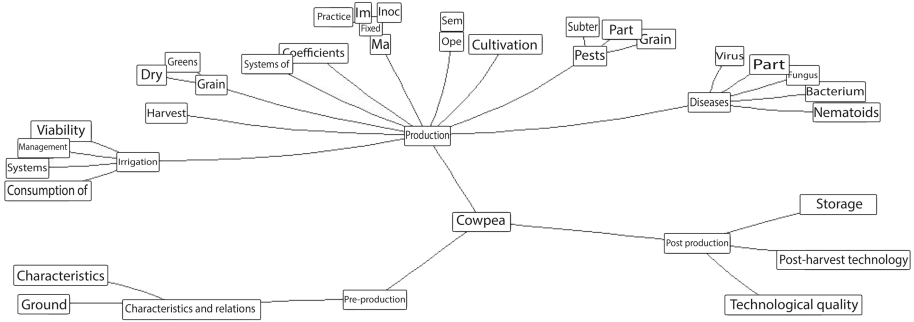 Practice
Im
Inoc
Fixed
Ma
Sem
Ope
Cultivation
Subter
Part
Grain
Pests
Coefficients
Systems of
Greens
Dry
Grain
Virus
Part
Fungus
Bacterium
Diseases
Nematoids
Harvest
Production
Viability
Management
Irrigation
Systems
Consumption of
Storage
Cowpea
Post production
Post-harvest technology
Characteristics
Pre-production
Ground
Characteristics and relations
Technological quality